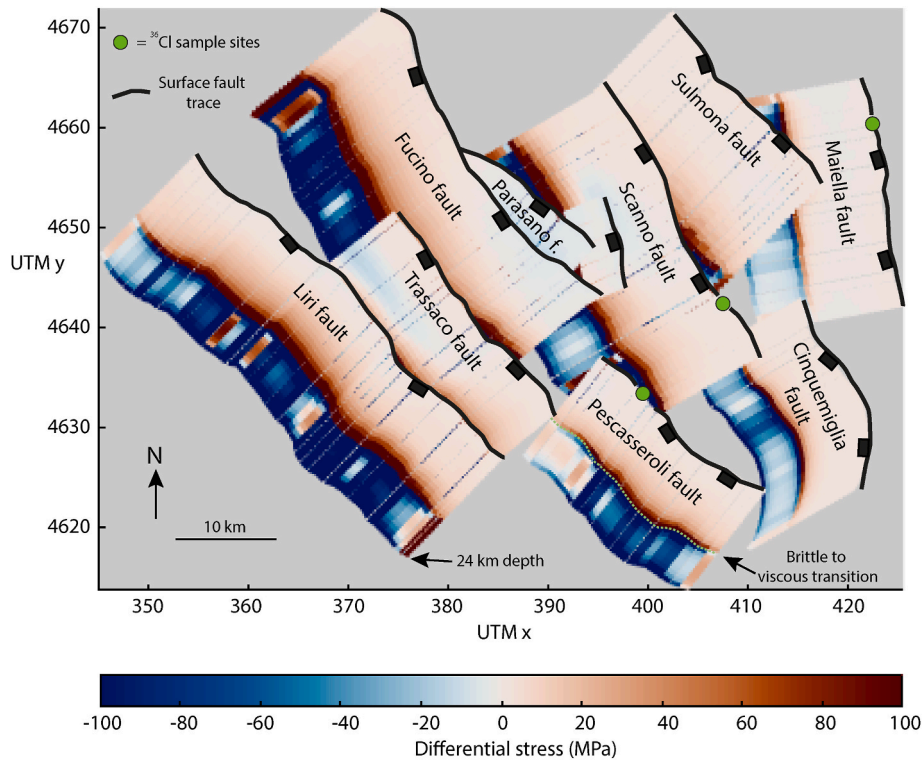 4670
4660
4650
UTM y
4640
4630
4620
= ³⁶Cl sample sites
Surface fault
trace
Fucino fault
Parasano f.
Sulmona fault
Scanno fault
Maiella fault
Liri fault
Trassaco fault
Cinquemiglia
fault
Pescasseroli fault
N
10 km
24 km depth
Brittle to
viscous transition
350 360 370 380 390 400 410 420
UTM x
-100 -80 -60 -40 -20 0 20 40 60 80 100
Differential stress (MPa)